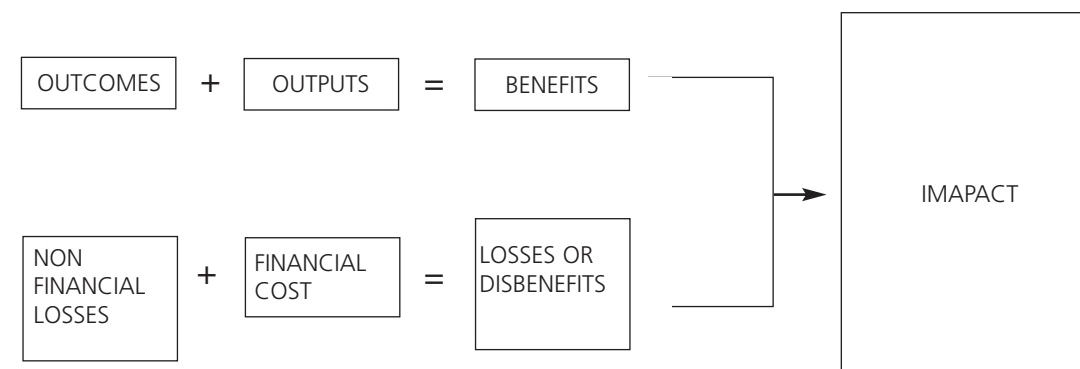 OUTCOMES + OUTPUTS = BENEFITS
IMAPACT
NON
FINANCIAL
LOSSES
+
FINANCIAL
COST
=
LOSSES OR
DISBENEFITS